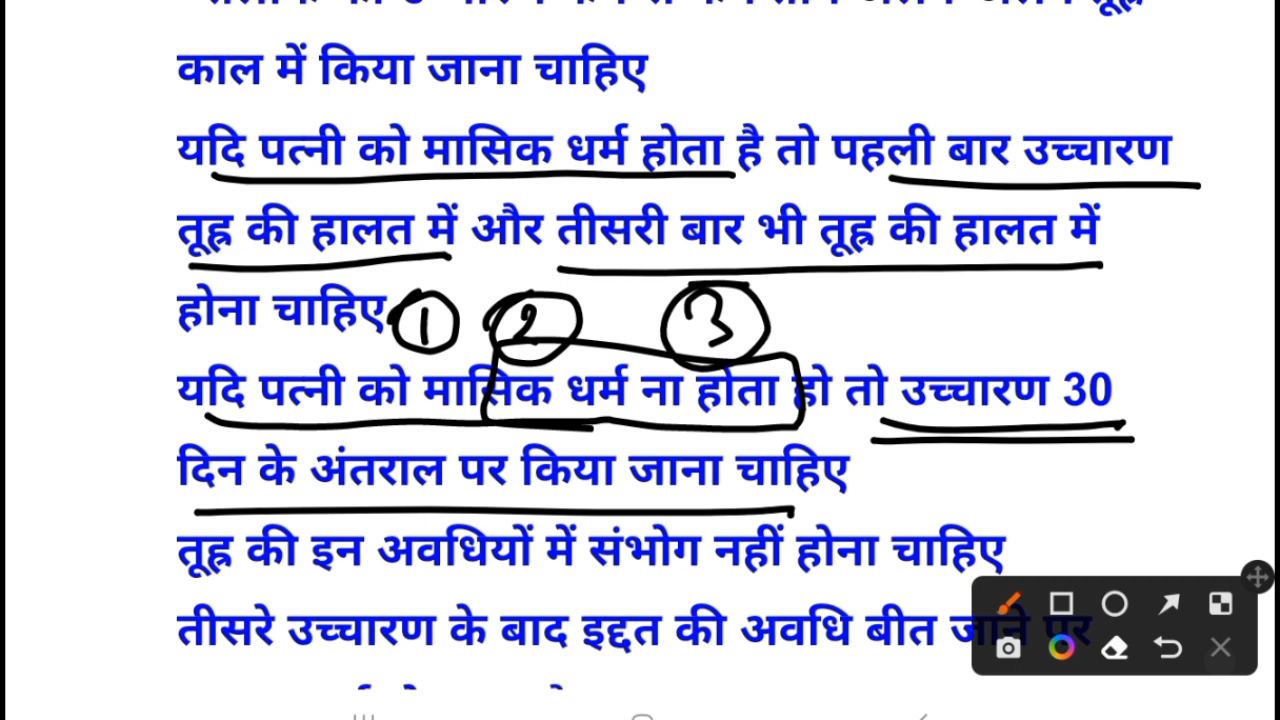 काल में किया जाना चाहिए
यदि पत्नी को मासिक धर्म होता है तो पहली बार उच्चारण
तूह्र की हालत में और तीसरी बार भी तूह्र की हालत में
होना चाहिए
1 2 3
यदि पत्नी को मासिक धर्म ना होता हो तो उच्चारण 30
दिन के अंतराल पर किया जाना चाहिए
तूह्र की इन अवधियों में संभोग नहीं होना चाहिए
तीसरे उच्चारण के बाद इद्दत की अवधि बीत जाने पर